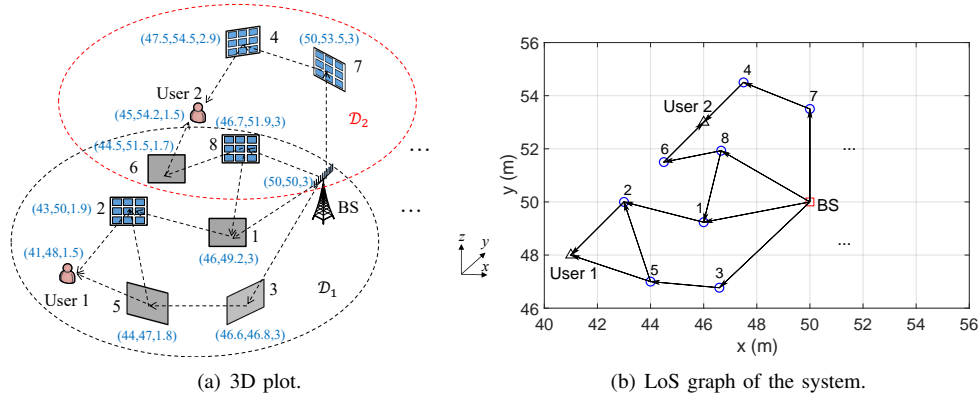 (47.5,54.5,2.9)
4
(50,53.5,3)
7
User 2
(45,54.2,1.5)
(46.7,51.9,3)
𝒟₂
(44.5,51.5,1.7)
8
...
6
(50,50,3)
(43,50,1.9)
2
BS
...
1
(41,48,1.5)
(46,49.2,3)
z
y
x
User 1
3
𝒟₁
5
(44,47,1.8)
(46.6,46.8,3)
(a) 3D plot.
56
54
52
50
48
46
y (m)
4
7
User 2
8
6
...
2
1
BS
User 1
...
5
3
40 42 44 46 48 50 52 54 56
x (m)
(b) LoS graph of the system.